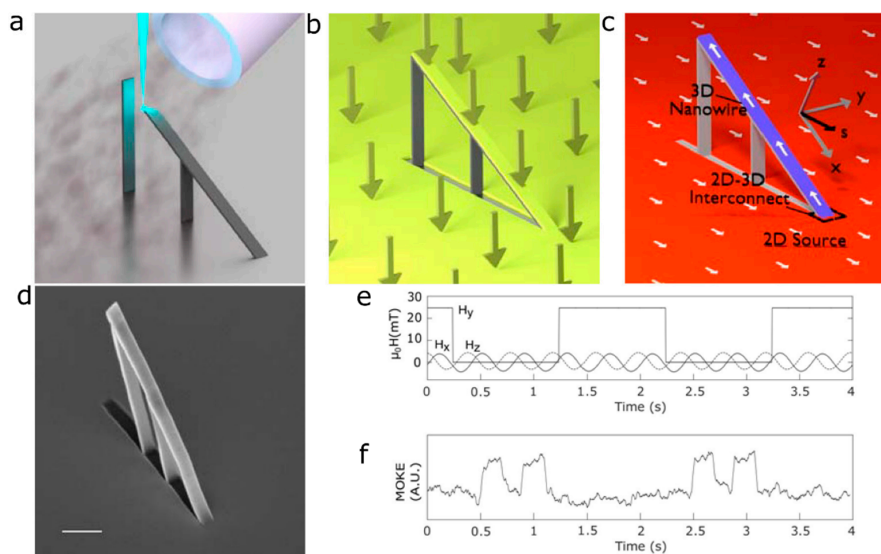 a
b
c
3D
Nanowire
z
y
s
x
2D-3D
Interconnect
2D Source
d
e
μ₀H(mT)
30
20
10
0
Hy
Hx
Hz
0 0.5 1 1.5 2 2.5 3 3.5 4
Time (s)
f
MOKE
(A.U.)
0 0.5 1 1.5 2 2.5 3 3.5 4
Time (s)